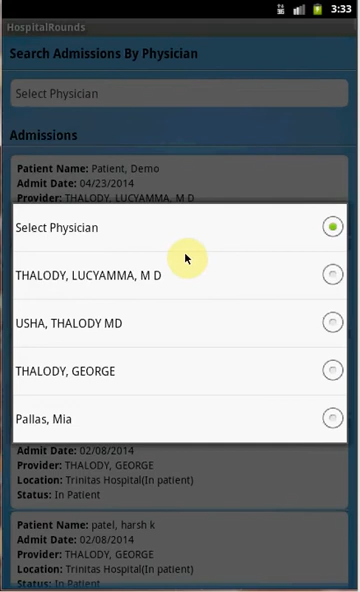 3:33
HospitalRounds
Search Admissions By Physician
Select Physician
Admissions
Patient Name: Patient, Demo
Admit Date: 04/23/2014
Provider: THALODY, LUCYAMMA, M D
Select Physician
THALODY, LUCYAMMA, M D
USHA, THALODY MD
THALODY, GEORGE
Pallas, Mia
Admit Date: 02/08/2014
Provider: THALODY, GEORGE
Location: Trinitas Hospital(In patient)
Status: In Patient
Patient Name: patel, harsh k
Admit Date: 02/08/2014
Provider: THALODY, GEORGE
Location: Trinitas Hospital(In patient)
Status: In Patient